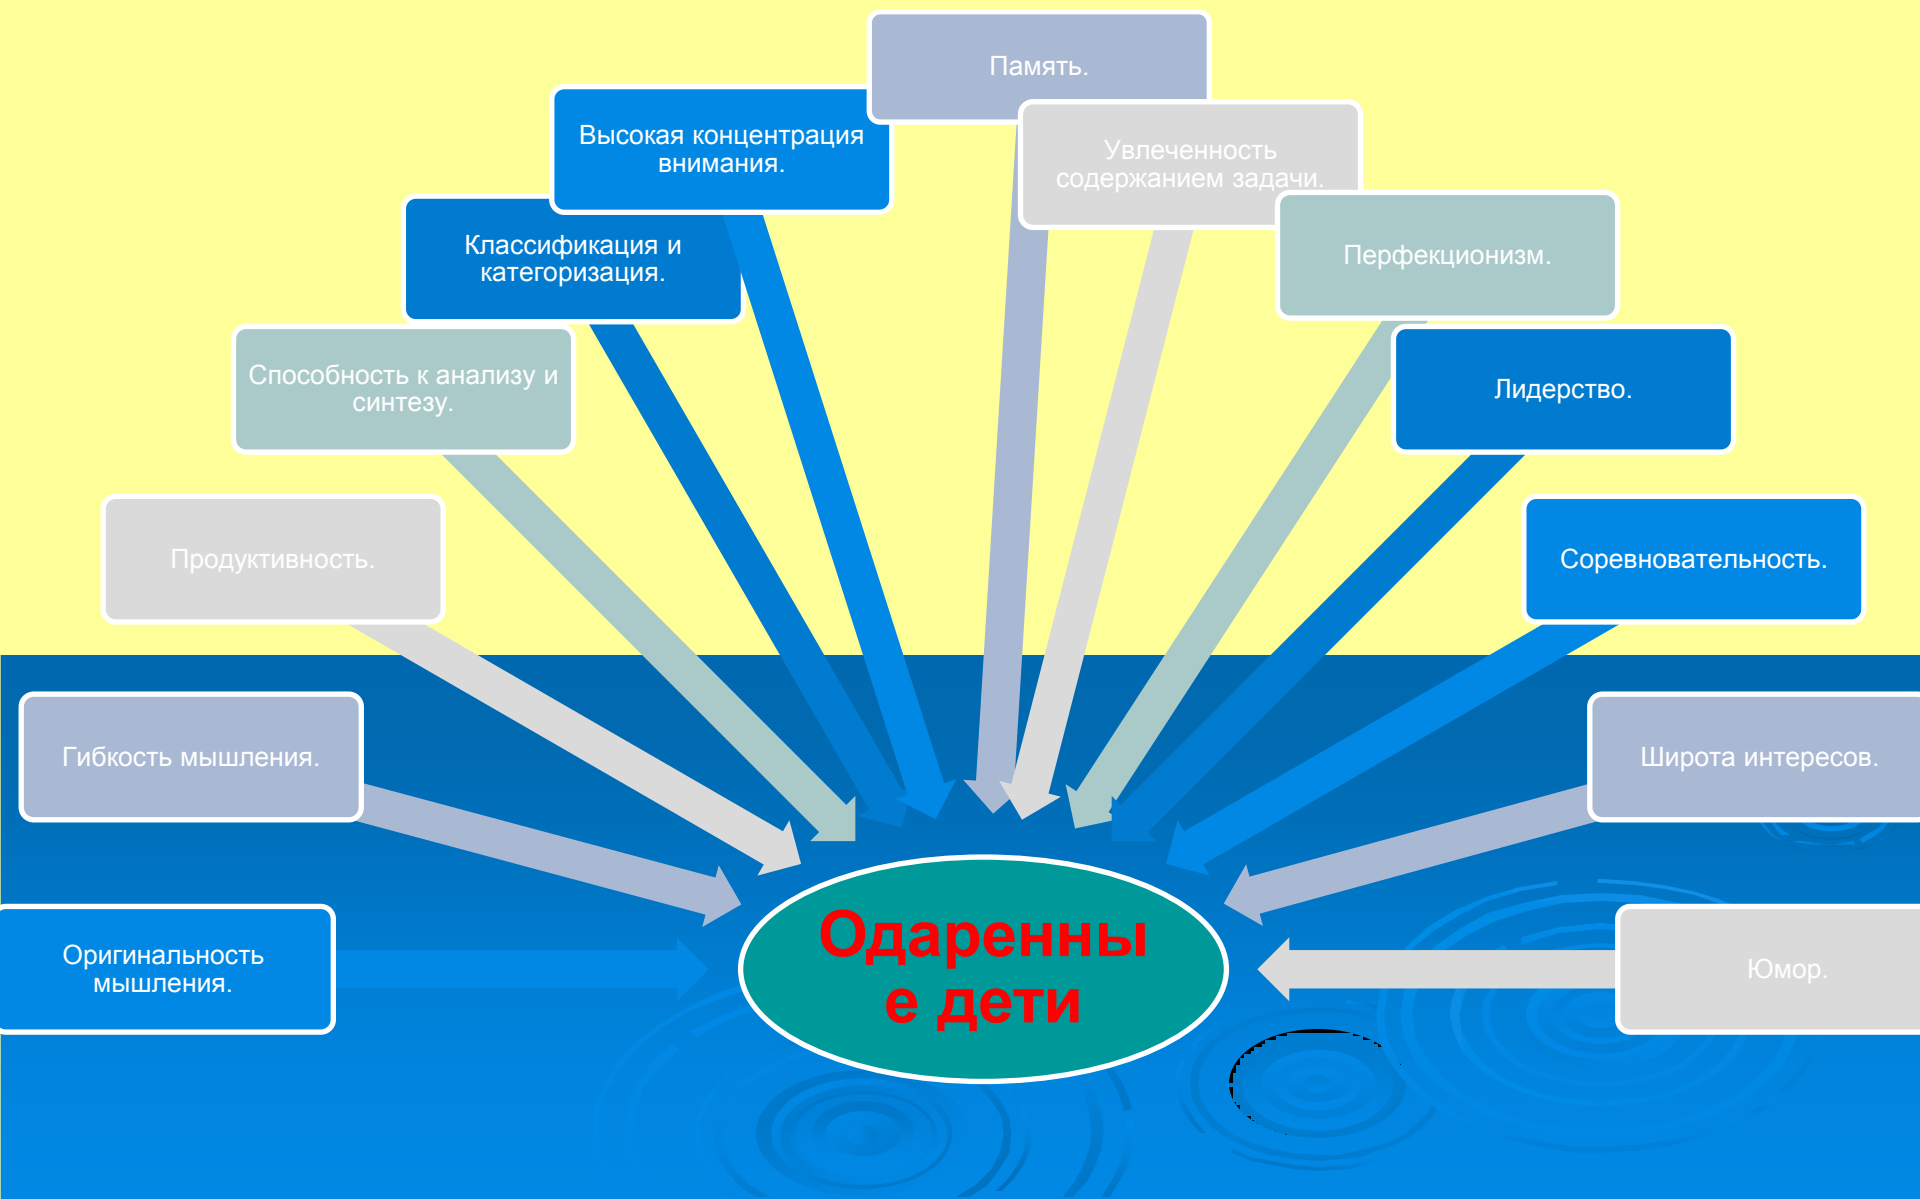 Память.
Высокая концентрация
внимания.
Увлеченность
содержанием задачи.
Классификация и
категоризация.
Перфекционизм.
Способность к анализу и
синтезу.
Лидерство.
Продуктивность.
Соревновательность.
Гибкость мышления.
Широта интересов.
Оригинальность
мышления.
Одаренны
е дети
Юмор.